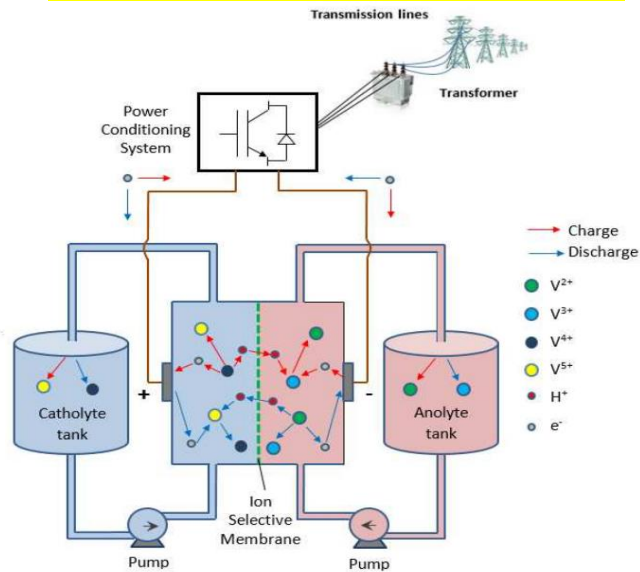 Transmission lines
Transformer
Power
Conditioning
System
Charge
Discharge
V²⁺
V³⁺
V⁴⁺
V⁵⁺
H⁺
e⁻
Catholyte
tank
+
-
Anolyte
tank
Ion
Selective
Membrane
Pump
Pump